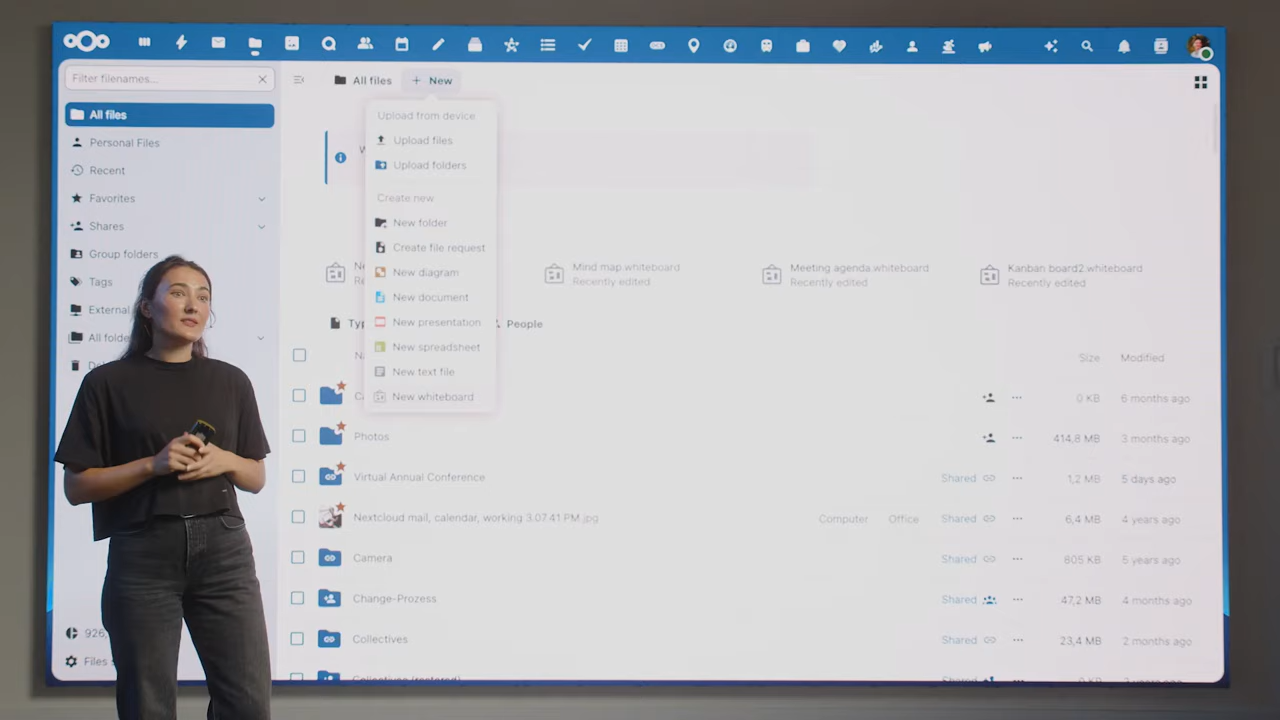 Filter filenames...
All files
New
All files
Upload from device
Personal Files
Upload files
Upload folders
Recent
Favorites
Create new
Shares
New folder
Group folders
Create file request
Tags
New diagram
Mind map.whiteboard
Meeting agenda.whiteboard
Kanban board2.whiteboard
Recently edited
Recently edited
Recently edited
External
New document
All folde
New presentation
People
New spreadsheet
Size
Modified
New text file
New whiteboard
0 KB
6 months ago
Photos
414,8 MB
3 months ago
Virtual Annual Conference
Shared
1,2 MB
5 days ago
Nextcloud mail, calendar, working 3.07.41 PM.jpg
Computer
Office
Shared
6,4 MB
4 years ago
Camera
Shared
805 KB
5 years ago
Change-Prozess
Shared
47,2 MB
4 months ago
926,
Collectives
Shared
23,4 MB
2 months ago
Files
Collectives (restored)
Shared